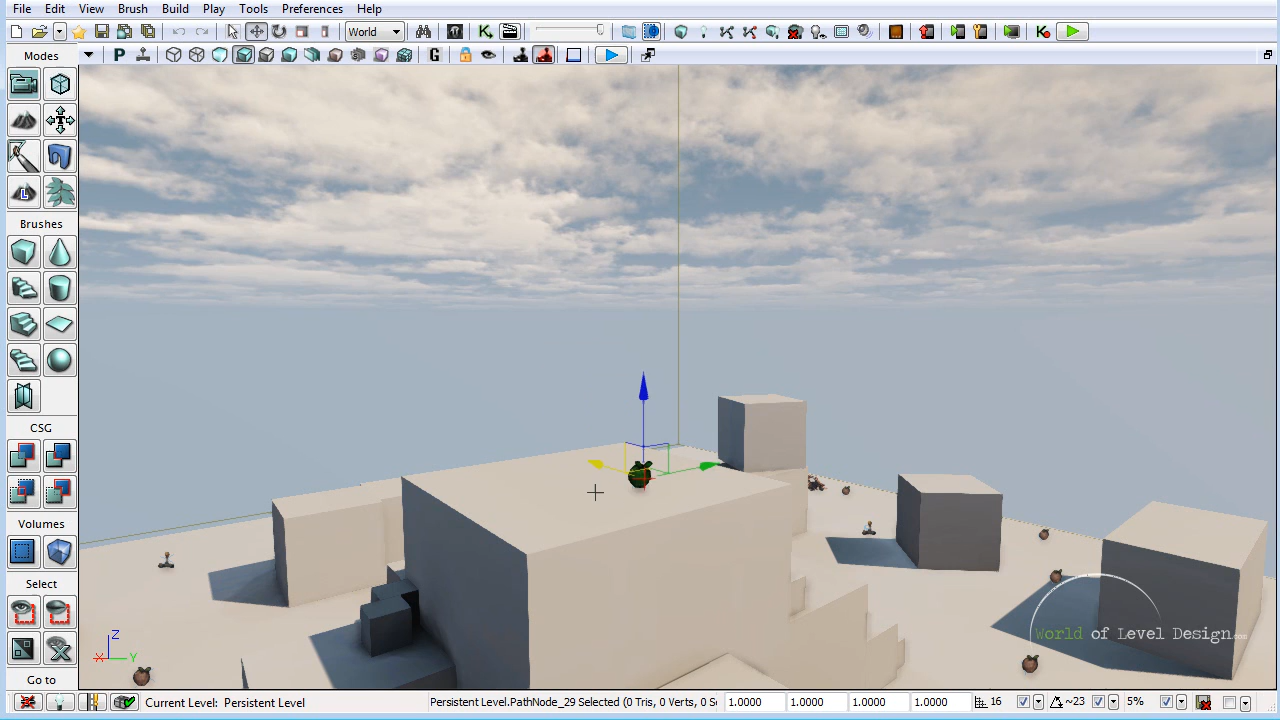 File Edit View Brush Build Play Tools Preferences Help
World
Modes
P
G
L
Brushes
CSG
Volumes
Select
Go to
Z
X Y
World of Level Design.com
Current Level: Persistent Level
Persistent Level.PathNode_29 Selected (0 Tris, 0 Verts, 0 S
1.0000 1.0000 1.0000 1.0000
16
~23
5%